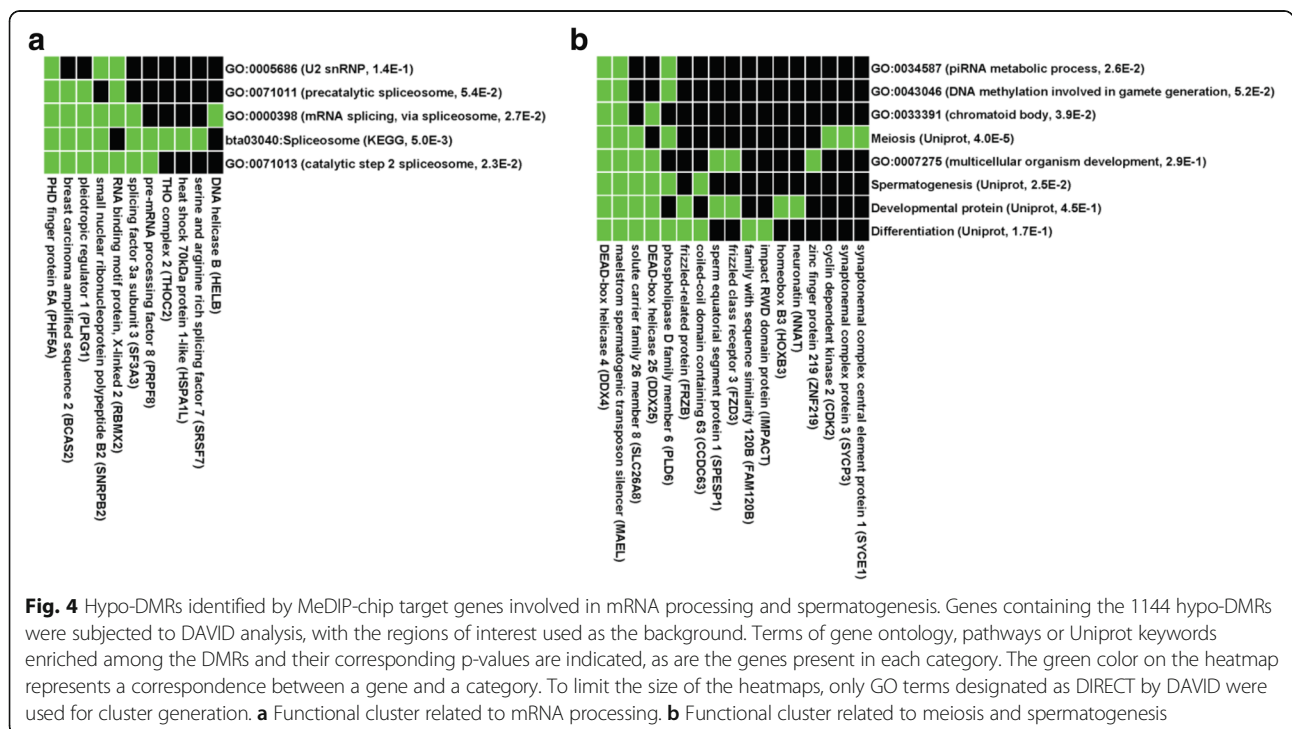 a
GO:0005686 (U2 snRNP, 1.4E-1)
GO:0071011 (precatalytic spliceosome, 5.4E-2)
GO:0000398 (mRNA splicing, via spliceosome, 2.7E-2)
bta03040:Spliceosome (KEGG, 5.0E-3)
GO:0071013 (catalytic step 2 spliceosome, 2.3E-2)
PHD finger protein 5A (PHF5A)
breast carcinoma amplified sequence 2 (BCAS2)
pleiotropic regulator 1 (PLRG1)
small nuclear ribonucleoprotein polypeptide B2 (SNRPB2)
RNA binding motif protein, X-linked 2 (RBMX2)
splicing factor 3a subunit 3 (SF3A3)
pre-mRNA processing factor 8 (PRPF8)
THO complex 2 (THOC2)
heat shock 70kDa protein 1-like (HSPA1L)
serine and arginine rich splicing factor 7 (SRSF7)
DNA helicase B (HELB)
b
GO:0034587 (piRNA metabolic process, 2.6E-2)
GO:0043046 (DNA methylation involved in gamete generation, 5.2E-2)
GO:0033391 (chromatoid body, 3.9E-2)
Meiosis (Uniprot, 4.0E-5)
GO:0007275 (multicellular organism development, 2.9E-1)
Spermatogenesis (Uniprot, 2.5E-2)
Developmental protein (Uniprot, 4.5E-1)
Differentiation (Uniprot, 1.7E-1)
DEAD-box helicase 4 (DDX4)
maelstrom spermatogenic transposon silencer (MAEL)
solute carrier family 26 member 8 (SLC26A8)
DEAD-box helicase 25 (DDX25)
phospholipase D family member 6 (PLD6)
frizzled-related protein (FRZB)
coiled-coil domain containing 63 (CCDC63)
sperm equatorial segment protein 1 (SPESP1)
frizzled class receptor 3 (FZD3)
family with sequence similarity 120B (FAM120B)
impact RWD domain protein (IMPACT)
homeobox B3 (HOXB3)
neuronatin (NNAT)
zinc finger protein 219 (ZNF219)
cyclin dependent kinase 2 (CDK2)
synaptonemal complex protein 3 (SYCP3)
synaptonemal complex central element protein 1 (SYCE1)
Fig. 4 Hypo-DMRs identified by MeDIP-chip target genes involved in mRNA processing and spermatogenesis. Genes containing the 1144 hypo-DMRs
were subjected to DAVID analysis, with the regions of interest used as the background. Terms of gene ontology, pathways or Uniprot keywords
enriched among the DMRs and their corresponding p-values are indicated, as are the genes present in each category. The green color on the heatmap
represents a correspondence between a gene and a category. To limit the size of the heatmaps, only GO terms designated as DIRECT by DAVID were
used for cluster generation. a Functional cluster related to mRNA processing. b Functional cluster related to meiosis and spermatogenesis